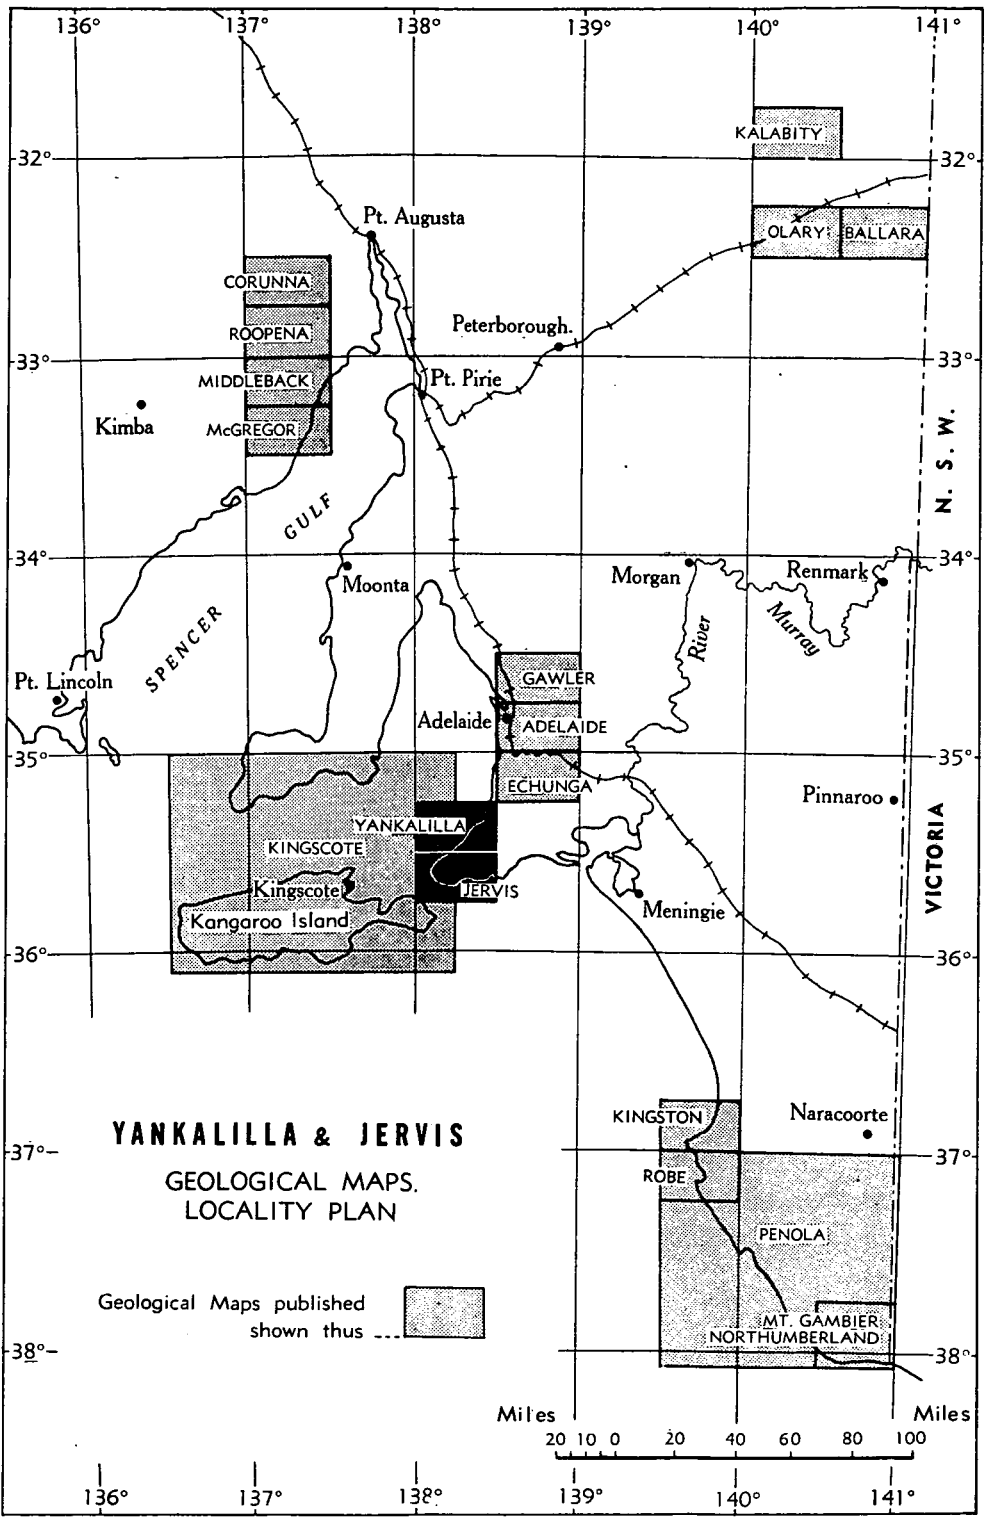 136° 137° 138° 139° 140° 141°
KALABITY
32° 32°
Pt. Augusta
OLARY BALLARA
CORUNNA
ROOPENA
Peterborough.
33° 33°
MIDDLEBACK
Pt. Pirie
Kimba
McGREGOR
N. S. W.
SPENCER GULF
34° 34°
Moonta
Morgan
Renmark
River Murray
Pt. Lincoln
GAWLER
Adelaide
ADELAIDE
35° 35°
ECHUNGA
Pinnaroo
YANKALILLA
KINGSCOTE
VICTORIA
Kingscote
JERVIS
Kangaroo Island
Meningie
36° 36°
KINGSTON
Naracoorte
YANKALILLA & JERVIS
37° 37°
GEOLOGICAL MAPS.
LOCALITY PLAN
ROBE
PENOLA
Geological Maps published
shown thus
MT. GAMBIER
NORTHUMBERLAND
38° 38°
Miles Miles
20 10 0 20 40 60 80 100
136° 137° 138° 139° 140° 141°